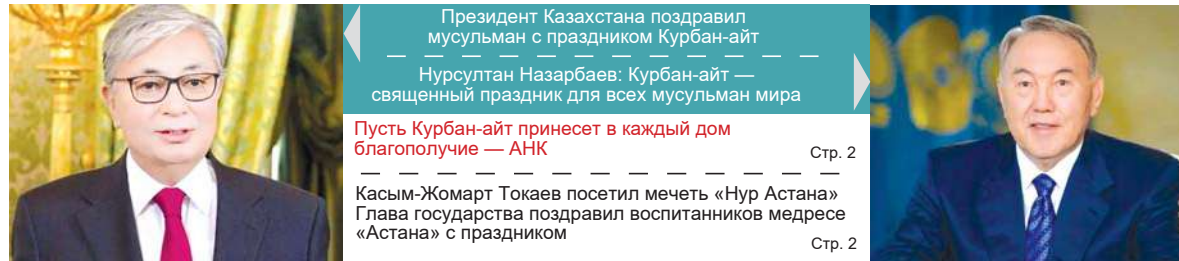 Президент Казахстана поздравил
мусульман с праздником Курбан-айт
Нурсултан Назарбаев: Курбан-айт —
священный праздник для всех мусульман мира
Пусть Курбан-айт принесет в каждый дом
благополучие — АНК
Стр. 2
Касым-Жомарт Токаев посетил мечеть «Нур Астана»
Глава государства поздравил воспитанников медресе
«Астана» с праздником
Стр. 2